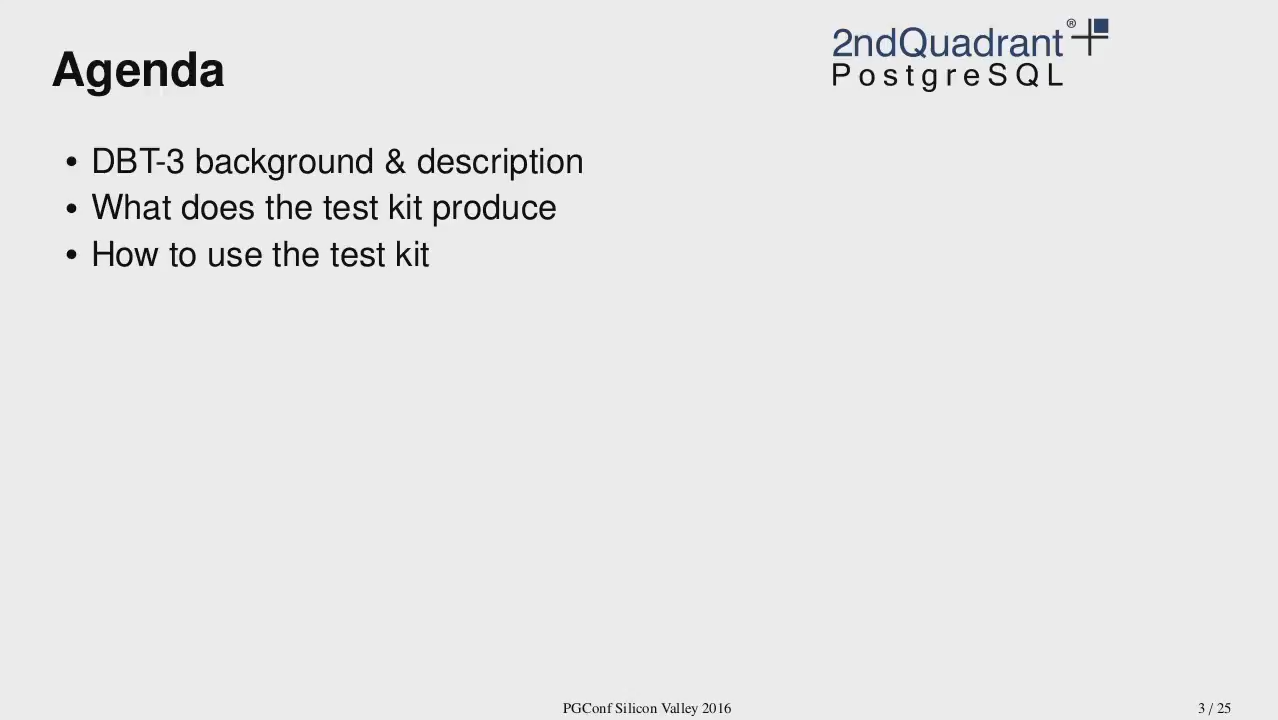 Agenda
2ndQuadrant®
PostgreSQL
• DBT-3 background & description
• What does the test kit produce
• How to use the test kit
PGConf Silicon Valley 2016
3 / 25